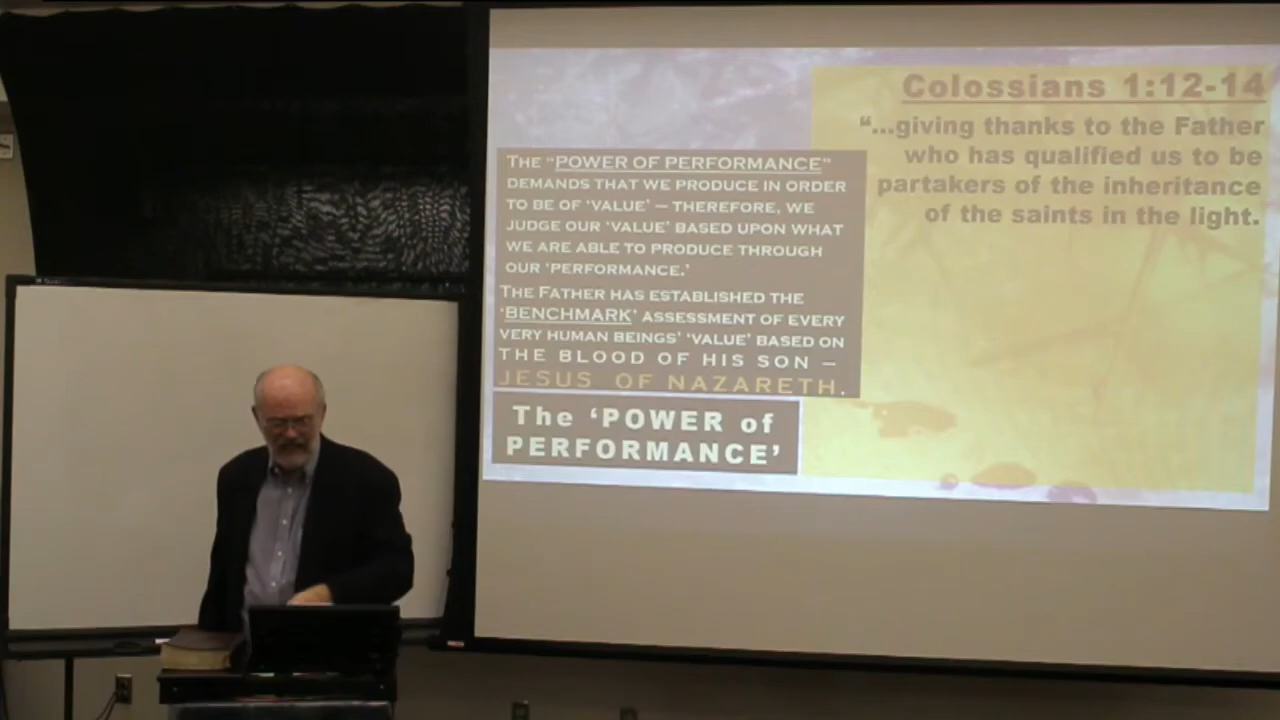 Colossians 1:12-14
“...giving thanks to the Father
who has qualified us to be
partakers of the inheritance
of the saints in the light.
The “POWER OF PERFORMANCE”
DEMANDS THAT WE PRODUCE IN ORDER
TO BE OF ‘VALUE’ – THEREFORE, WE
JUDGE OUR ‘VALUE’ BASED UPON WHAT
WE ARE ABLE TO PRODUCE THROUGH
OUR ‘PERFORMANCE.’
THE FATHER HAS ESTABLISHED THE
‘BENCHMARK’ ASSESSMENT OF EVERY
VERY HUMAN BEINGS’ ‘VALUE’ BASED ON
THE BLOOD OF HIS SON –
JESUS OF NAZARETH.
The ‘POWER of
PERFORMANCE’